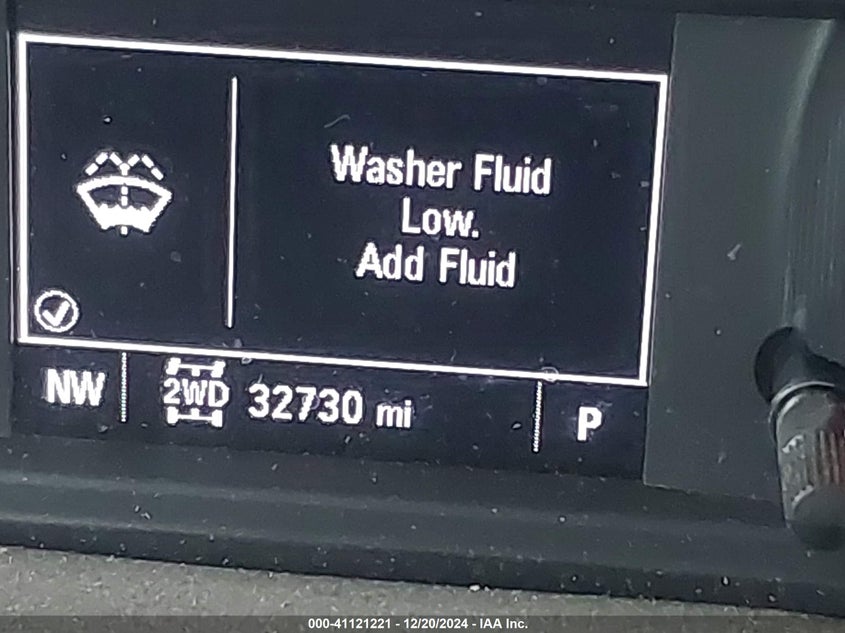 Washer Fluid
Low.
Add Fluid
NW 2WD 32730 mi P
000-41121221 - 12/20/2024 - IAA Inc.